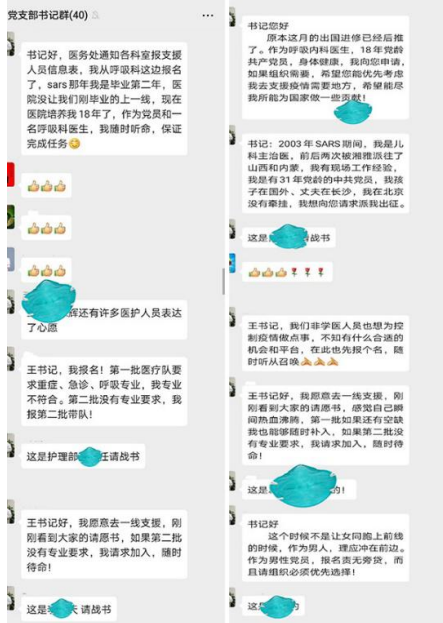 党支部书记群(40)
书记好，医务处通知各科室报支援
人员信息表，我从呼吸科这边报名
了，sars那年我是毕业第二年，医
院没让我们刚毕业的上一线，现在
医院培养我18年了，作为党员和一
名呼吸科医生，我随时听命，保证
完成任务
辉还有许多医护人员表达
了心愿
王书记，我报名！第一批医疗队要
求重症、急诊、呼吸专业，我专业
不符合。第二批没有专业要求，我
报第二批带队！
这是护理部 任请战书
王书记好，我愿意去一线支援，刚
刚看到大家的请愿书，如果第二批
没有专业要求，我请求加入，随时
待命！
这是 天 请战书
书记您好
原本这月的出国进修已经后推
了。作为呼吸内科医生，18年党龄
共产党员，身体健康，我向您申请，
如果组织需要，希望您能优先考虑
我去支援疫情需要地方，希望能尽
我所能为国家做一些贡献！
书记：2003年SARS期间，我是儿
科主治医，前后两次被湘雅派往了
山西和内蒙，我有现场工作经验，
我是有31年党龄的中共党员，我孩
子在国外、丈夫在长沙，我在北京
没有牵挂，我想向您请求派我出征。
这是 请战书
王书记，我们非学医人员也想为控
制疫情做点事，不知有什么合适的
机会和平台，在此也先报个名，随
时听从召唤
王书记好，我愿意去一线支援，刚
刚看到大家的请愿书，感觉自己瞬
间热血沸腾，第一批如果还有空缺
我也能够随时补入，如果第二批没
有专业要求，我请求加入，随时待
命！
这是 的！
书记好
这个时候不是让女同胞上前线
的时候，作为男人，理应冲在前边。
作为男性党员，报名责无旁贷，而
且请组织必须优先选择！
这是 的